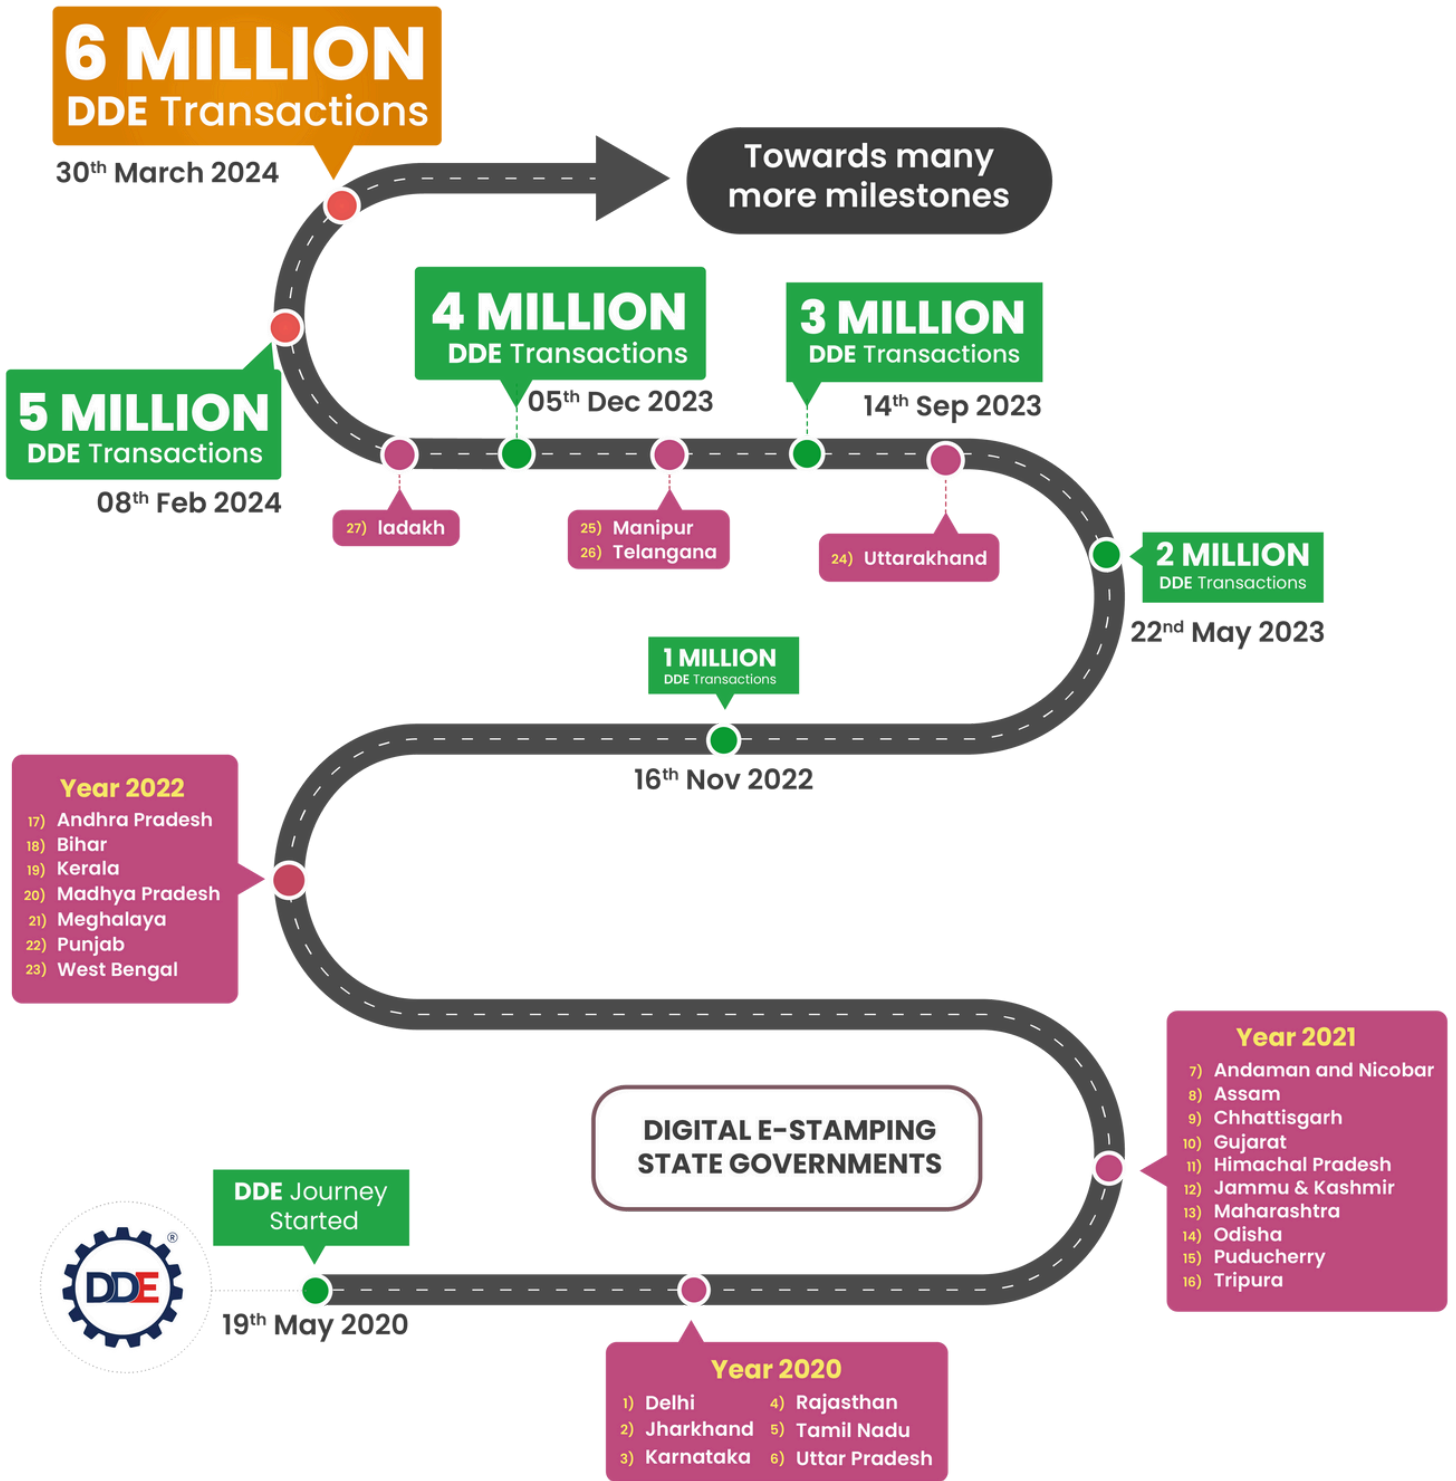 6 MILLION
DDE Transactions
30th March 2024
Towards many
more milestones
4 MILLION
DDE Transactions
05th Dec 2023
3 MILLION
DDE Transactions
14th Sep 2023
5 MILLION
DDE Transactions
08th Feb 2024
27) ladakh
25) Manipur
26) Telangana
24) Uttarakhand
2 MILLION
DDE Transactions
22nd May 2023
1 MILLION
DDE Transactions
16th Nov 2022
Year 2022
17) Andhra Pradesh
18) Bihar
19) Kerala
20) Madhya Pradesh
21) Meghalaya
22) Punjab
23) West Bengal
Year 2021
7) Andaman and Nicobar
8) Assam
9) Chhattisgarh
10) Gujarat
11) Himachal Pradesh
12) Jammu & Kashmir
13) Maharashtra
14) Odisha
15) Puducherry
16) Tripura
DIGITAL E-STAMPING
STATE GOVERNMENTS
DDE Journey
Started
DDE ®
19th May 2020
Year 2020
1) Delhi
2) Jharkhand
3) Karnataka
4) Rajasthan
5) Tamil Nadu
6) Uttar Pradesh